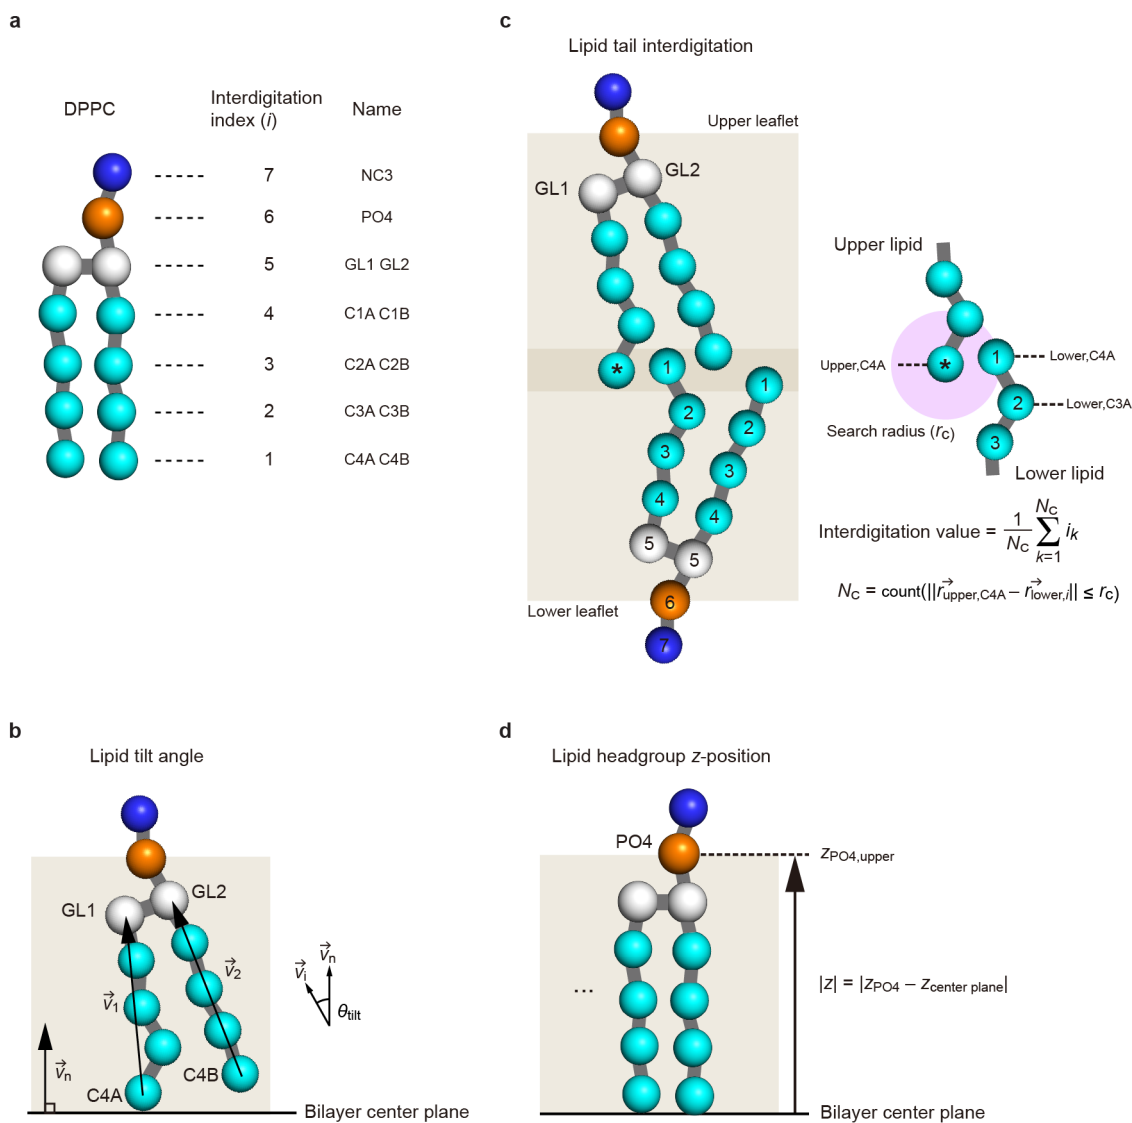 a
DPPC
Interdigitation
index (i)
Name
7
NC3
6
PO4
5
GL1 GL2
4
C1A C1B
3
C2A C2B
2
C3A C3B
1
C4A C4B
c
Lipid tail interdigitation
Upper leaflet
GL1
GL2
*
1
1
2
2
3
3
4
4
5
5
6
7
Lower leaflet
Upper lipid
Upper,C4A
*
1
Lower,C4A
2
Lower,C3A
3
Search radius (rc)
Lower lipid
Interdigitation value = 1/Nc ∑ k=1 Nc ik
Nc = count(||r⃗upper,C4A – r⃗lower,i|| ≤ rc)
b
Lipid tilt angle
GL1
GL2
v⃗1
v⃗2
v⃗n
C4A
C4B
v⃗i
v⃗n
θtilt
Bilayer center plane
d
Lipid headgroup z-position
PO4
zPO4,upper
...
|z| = |zPO4 – zcenter plane|
Bilayer center plane